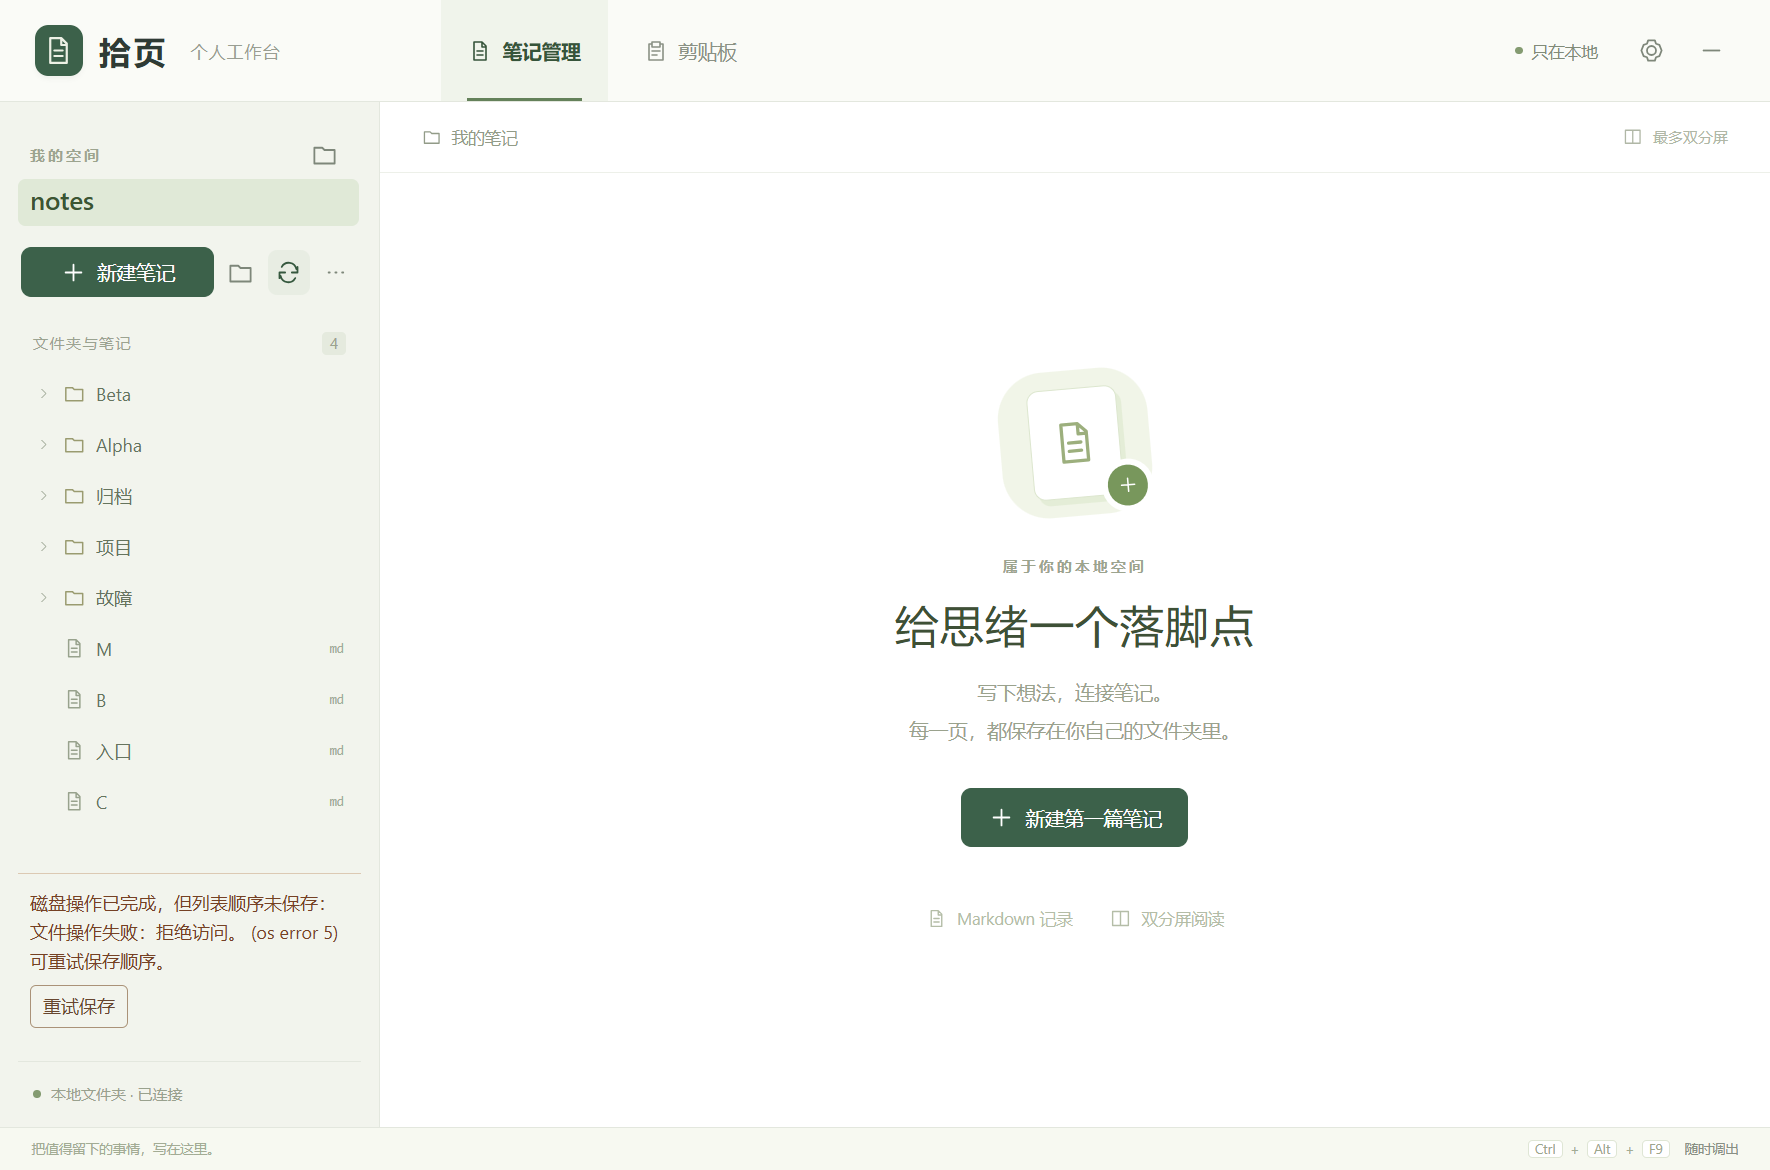 拾页
个人工作台
笔记管理
剪贴板
只在本地
我的空间
notes
新建笔记
文件夹与笔记
4
Beta
Alpha
归档
项目
故障
M md
B md
入口 md
C md
磁盘操作已完成，但列表顺序未保存：
文件操作失败：拒绝访问。 (os error 5)
可重试保存顺序。
重试保存
本地文件夹 · 已连接
我的笔记
最多双分屏
属于你的本地空间
给思绪一个落脚点
写下想法，连接笔记。
每一页，都保存在你自己的文件夹里。
新建第一篇笔记
Markdown 记录
双分屏阅读
把值得留下的事情，写在这里。
Ctrl + Alt + F9 随时调出